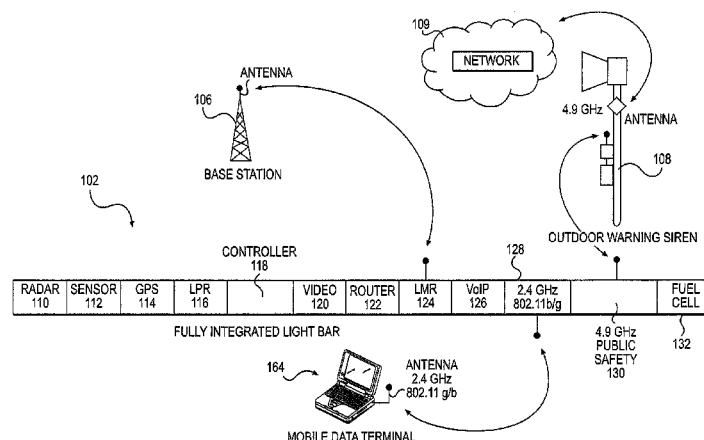 109
NETWORK
ANTENNA
106
4.9 GHz
ANTENNA
108
BASE STATION
102
OUTDOOR WARNING SIREN
CONTROLLER
118
128
RADAR
110
SENSOR
112
GPS
114
LPR
116
VIDEO
120
ROUTER
122
LMR
124
VoIP
126
2.4 GHz
802.11b/g
FUEL
CELL
132
FULLY INTEGRATED LIGHT BAR
4.9 GHz
PUBLIC
SAFETY
130
164
ANTENNA
2.4 GHz
802.11 g/b
MOBILE DATA TERMINAL